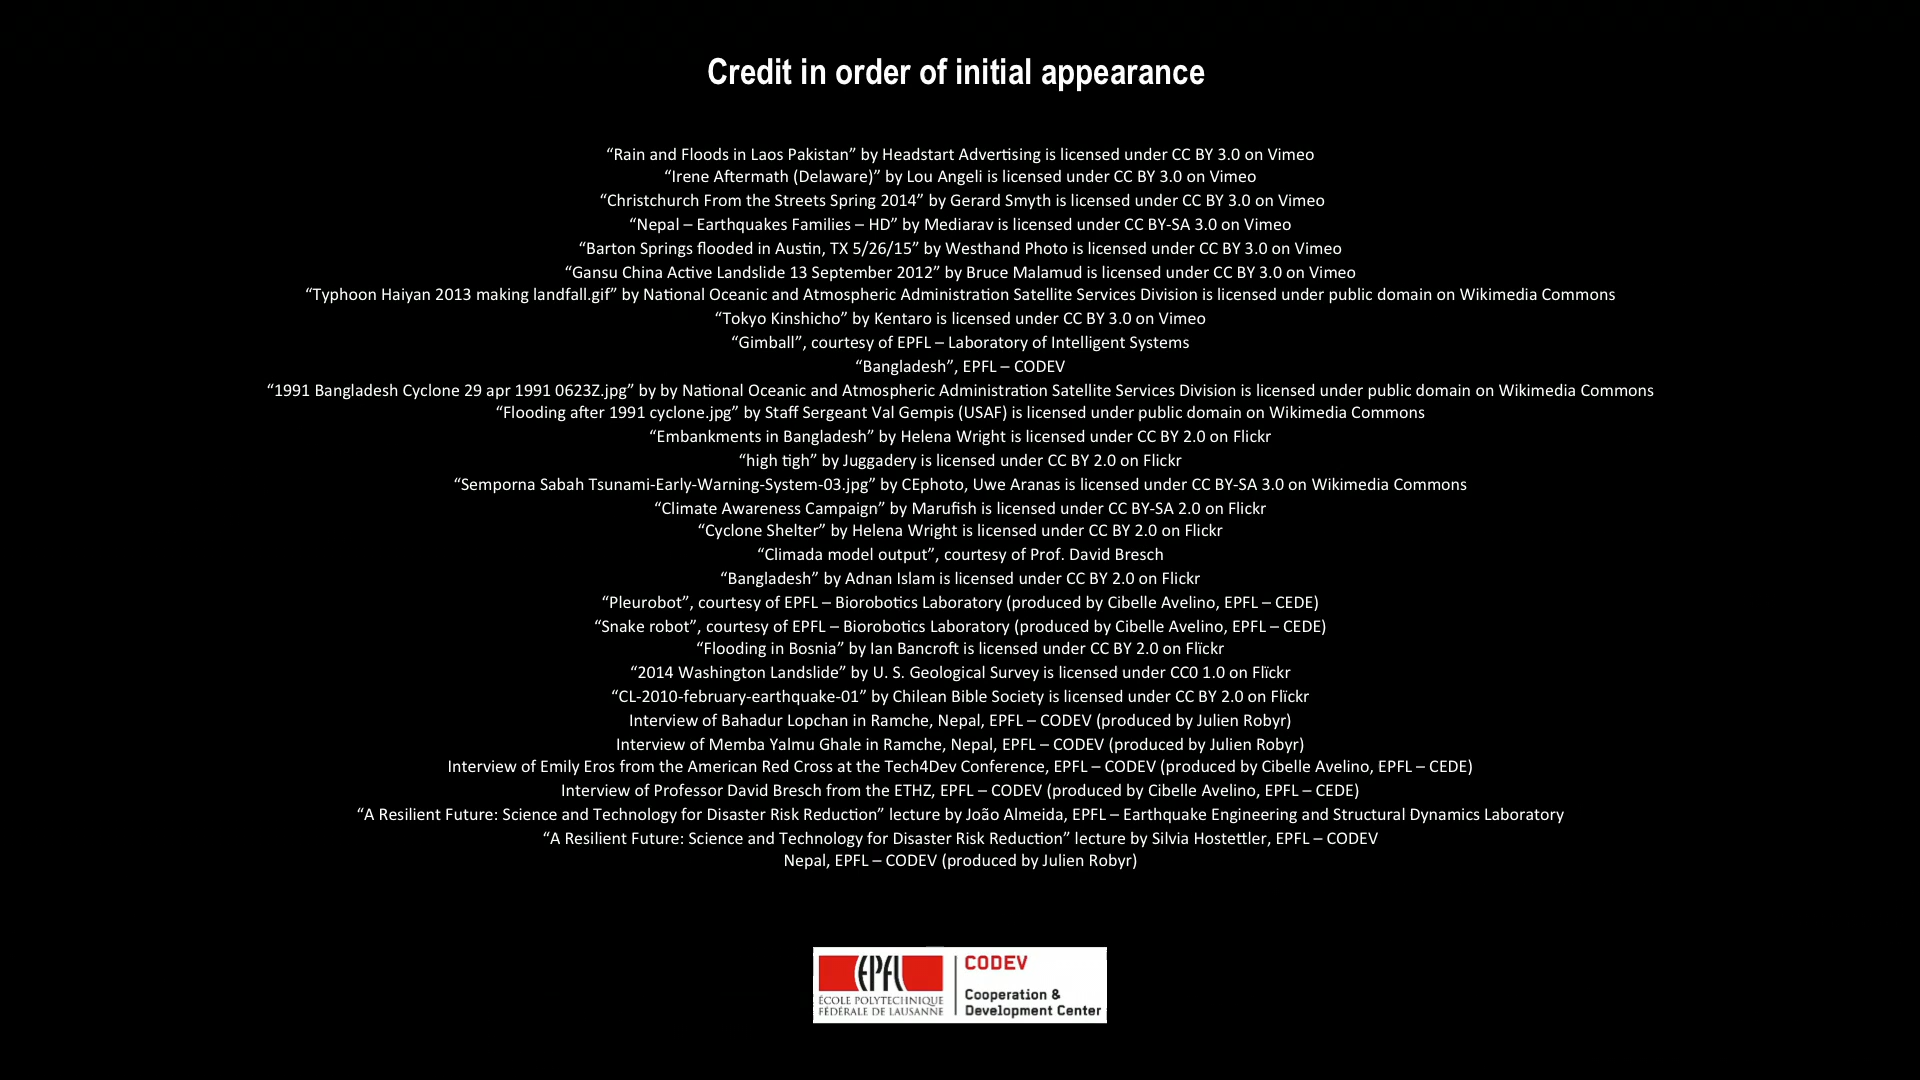 Credit in order of initial appearance
“Rain and Floods in Laos Pakistan” by Headstart Advertising is licensed under CC BY 3.0 on Vimeo
“Irene Aftermath (Delaware)” by Lou Angeli is licensed under CC BY 3.0 on Vimeo
“Christchurch From the Streets Spring 2014” by Gerard Smyth is licensed under CC BY 3.0 on Vimeo
“Nepal – Earthquakes Families – HD” by Mediarav is licensed under CC BY-SA 3.0 on Vimeo
“Barton Springs flooded in Austin, TX 5/26/15” by Westhand Photo is licensed under CC BY 3.0 on Vimeo
“Gansu China Active Landslide 13 September 2012” by Bruce Malamud is licensed under CC BY 3.0 on Vimeo
“Typhoon Haiyan 2013 making landfall.gif” by National Oceanic and Atmospheric Administration Satellite Services Division is licensed under public domain on Wikimedia Commons
“Tokyo Kinshicho” by Kentaro is licensed under CC BY 3.0 on Vimeo
“Gimball”, courtesy of EPFL – Laboratory of Intelligent Systems
“Bangladesh”, EPFL – CODEV
“1991 Bangladesh Cyclone 29 apr 1991 0623Z.jpg” by by National Oceanic and Atmospheric Administration Satellite Services Division is licensed under public domain on Wikimedia Commons
“Flooding after 1991 cyclone.jpg” by Staff Sergeant Val Gempis (USAF) is licensed under public domain on Wikimedia Commons
“Embankments in Bangladesh” by Helena Wright is licensed under CC BY 2.0 on Flickr
“high tigh” by Juggadery is licensed under CC BY 2.0 on Flickr
“Semporna Sabah Tsunami-Early-Warning-System-03.jpg” by CEphoto, Uwe Aranas is licensed under CC BY-SA 3.0 on Wikimedia Commons
“Climate Awareness Campaign” by Marufish is licensed under CC BY-SA 2.0 on Flickr
“Cyclone Shelter” by Helena Wright is licensed under CC BY 2.0 on Flickr
“Climada model output”, courtesy of Prof. David Bresch
“Bangladesh” by Adnan Islam is licensed under CC BY 2.0 on Flickr
“Pleurobot”, courtesy of EPFL – Biorobotics Laboratory (produced by Cibelle Avelino, EPFL – CEDE)
“Snake robot”, courtesy of EPFL – Biorobotics Laboratory (produced by Cibelle Avelino, EPFL – CEDE)
“Flooding in Bosnia” by Ian Bancroft is licensed under CC BY 2.0 on Flïckr
“2014 Washington Landslide” by U. S. Geological Survey is licensed under CC0 1.0 on Flïckr
“CL-2010-february-earthquake-01” by Chilean Bible Society is licensed under CC BY 2.0 on Flïckr
Interview of Bahadur Lopchan in Ramche, Nepal, EPFL – CODEV (produced by Julien Robyr)
Interview of Memba Yalmu Ghale in Ramche, Nepal, EPFL – CODEV (produced by Julien Robyr)
Interview of Emily Eros from the American Red Cross at the Tech4Dev Conference, EPFL – CODEV (produced by Cibelle Avelino, EPFL – CEDE)
Interview of Professor David Bresch from the ETHZ, EPFL – CODEV (produced by Cibelle Avelino, EPFL – CEDE)
“A Resilient Future: Science and Technology for Disaster Risk Reduction” lecture by João Almeida, EPFL – Earthquake Engineering and Structural Dynamics Laboratory
“A Resilient Future: Science and Technology for Disaster Risk Reduction” lecture by Silvia Hostettler, EPFL – CODEV
Nepal, EPFL – CODEV (produced by Julien Robyr)
EPFL
ÉCOLE POLYTECHNIQUE
FÉDÉRALE DE LAUSANNE
CODEV
Cooperation &
Development Center